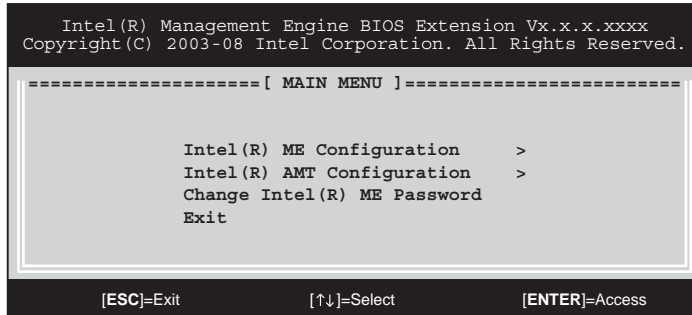 Intel(R) Management Engine BIOS Extension Vx.x.x.xxxx
Copyright(C) 2003-08 Intel Corporation. All Rights Reserved.
=====================[ MAIN MENU ]=========================
Intel(R) ME Configuration >
Intel(R) AMT Configuration >
Change Intel(R) ME Password
Exit
[ESC]=Exit [↑↓]=Select [ENTER]=Access